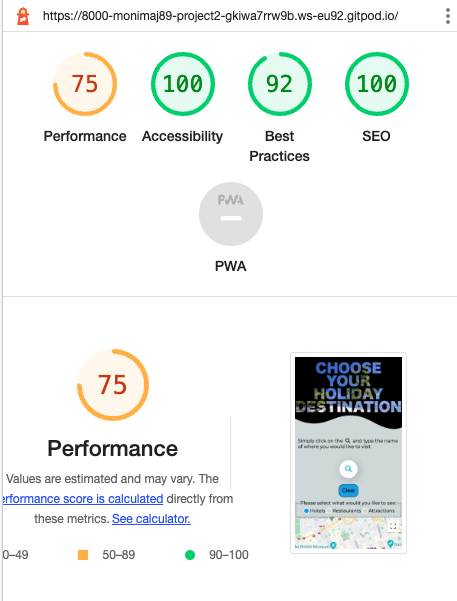 https://8000-monimaj89-project2-gkiwa7rrw9b.ws-eu92.gitpod.io/
75
100
92
100
Performance
Accessibility
Best
Practices
SEO
PWA
PWA
75
Performance
Values are estimated and may vary. The
erformance score is calculated directly from
these metrics. See calculator.
0–49
50–89
90–100
CHOOSE
YOUR
HOLIDAY
DESTINATION
Simply click on the and type the name
of where you would like to visit
Clear
Please select what you would like to see:
Hotels Restaurants Attractions